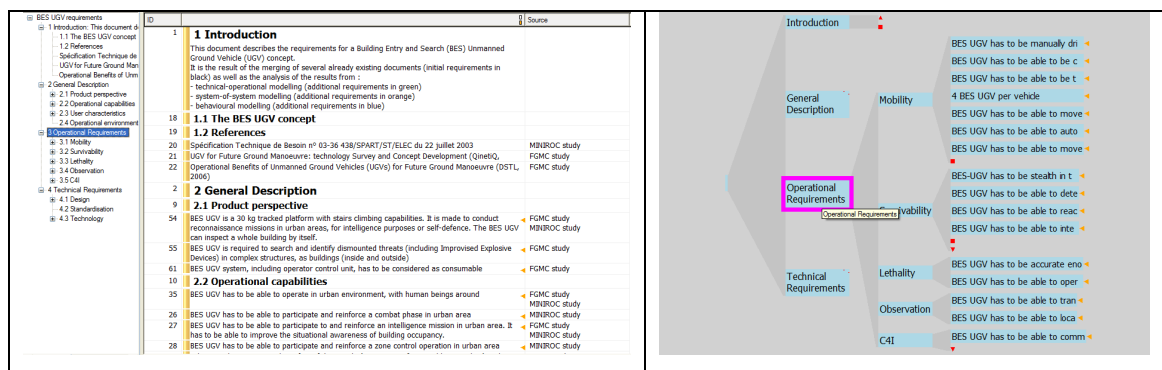 BES UGV requirements
1 Introduction: This document d
1.1 The BES UGV concept
1.2 References
Spécification Technique de
UGV for Future Ground Man
Operational Benefits of Unm
2 General Description
2.1 Product perspective
2.2 Operational capabilities
2.3 User characteristics
2.4 Operational environment
3 Operational Requirements
3.1 Mobility
3.2 Survivability
3.3 Lethality
3.4 Observation
3.5 C4I
4 Technical Requirements
4.1 Design
4.2 Standardisation
4.3 Technology
ID Source
1 1 Introduction
This document describes the requirements for a Building Entry and Search (BES) Unmanned
Ground Vehicle (UGV) concept.
It is the result of the merging of several already existing documents (initial requirements in
black) as well as the analysis of the results from :
- technical-operational modelling (additional requirements in green)
- system-of-system modelling (additional requirements in orange)
- behavioural modelling (additional requirements in blue)
18 1.1 The BES UGV concept
19 1.2 References
20 Spécification Technique de Besoin nº 03-36 438/SPART/ST/ELEC du 22 juillet 2003 MINIROC study
21 UGV for Future Ground Manoeuvre: technology Survey and Concept Development (QinetiQ, FGMC study
22 Operational Benefits of Unmanned Ground Vehicles (UGVs) for Future Ground Manoeuvre (DSTL, FGMC study
2006)
2 2 General Description
9 2.1 Product perspective
54 BES UGV is a 30 kg tracked platform with stairs climbing capabilities. It is made to conduct FGMC study
reconnaissance missions in urban areas, for intelligence purposes or self-defence. The BES UGV MINIROC study
can inspect a whole building by itself.
55 BES UGV is required to search and identify dismounted threats (including Improvised Explosive FGMC study
Devices) in complex structures, as buildings (inside and outside)
61 BES UGV system, including operator control unit, has to be considered as consumable FGMC study
10 2.2 Operational capabilities
35 BES UGV has to be able to operate in urban environment, with human beings around FGMC study
MINIROC study
26 BES UGV has to be able to participate and reinforce a combat phase in urban area MINIROC study
27 BES UGV has to be able to participate to and reinforce an intelligence mission in urban area. It FGMC study
has to be able to improve the situational awareness of building occupancy. MINIROC study
28 BES UGV has to be able to participate and reinforce a zone control operation in urban area MINIROC study
Introduction
General
Description
Operational
Requirements
Operational Requirements
Technical
Requirements
Mobility
BES UGV has to be manually dri
BES UGV has to be able to be c
BES UGV has to be able to be t
4 BES UGV per vehicle
BES UGV has to be able to move
BES UGV has to be able to auto
BES UGV has to be able to move
BES-UGV has to be stealth in t
BES UGV has to be able to dete
BES UGV has to be able to reac
BES UGV has to be able to inte
Lethality
BES UGV has to be accurate eno
BES UGV has to be able to oper
Observation
BES UGV has to be able to tran
BES UGV has to be able to loca
C4I
BES UGV has to be able to comm